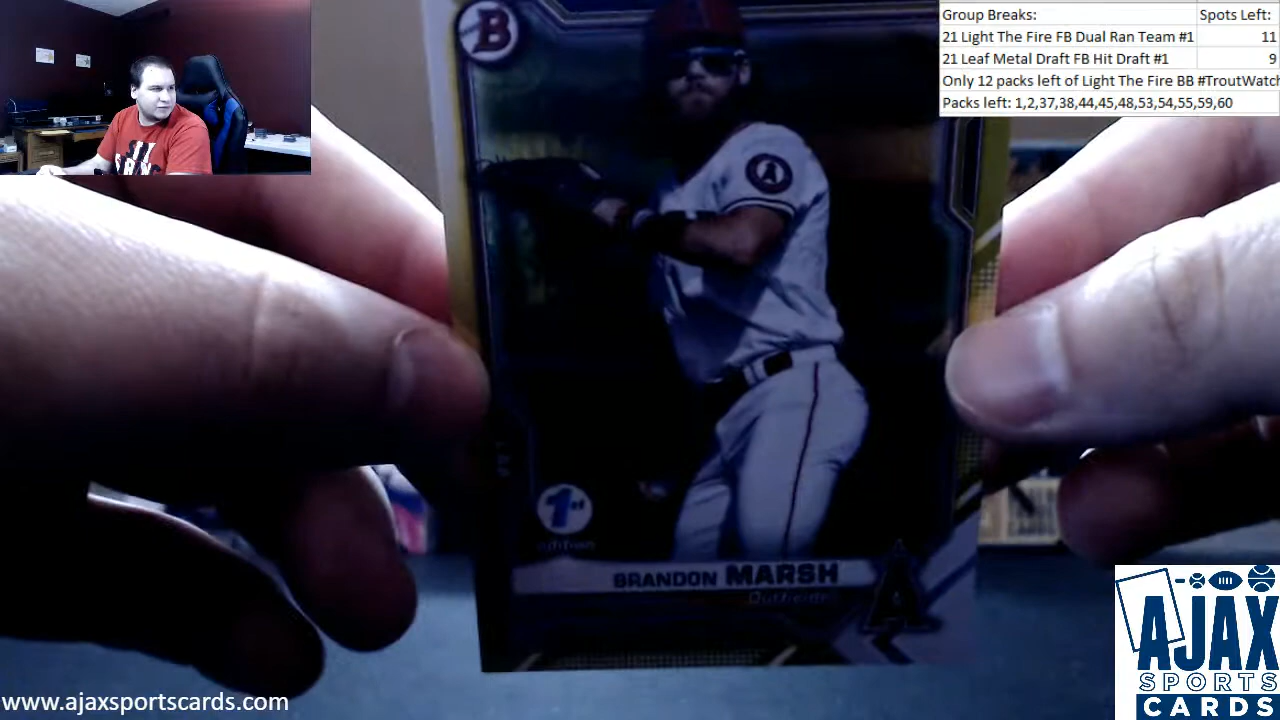 Group Breaks: Spots Left:
21 Light The Fire FB Dual Ran Team #1 11
21 Leaf Metal Draft FB Hit Draft #1 9
Only 12 packs left of Light The Fire BB #TroutWatch
Packs left: 1,2,37,38,44,45,48,53,54,55,59,60
B
A
1st
edition
BRANDON MARSH
Outfielder
A
AJAX
SPORTS
CARDS
www.ajaxsportscards.com